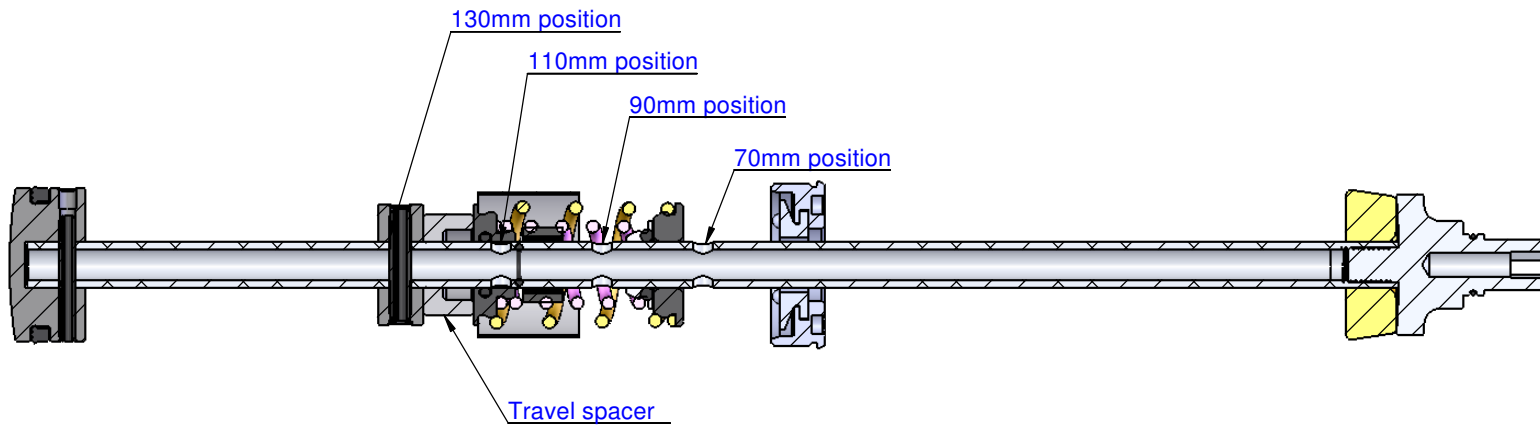 130mm position
110mm position
90mm position
70mm position
Travel spacer